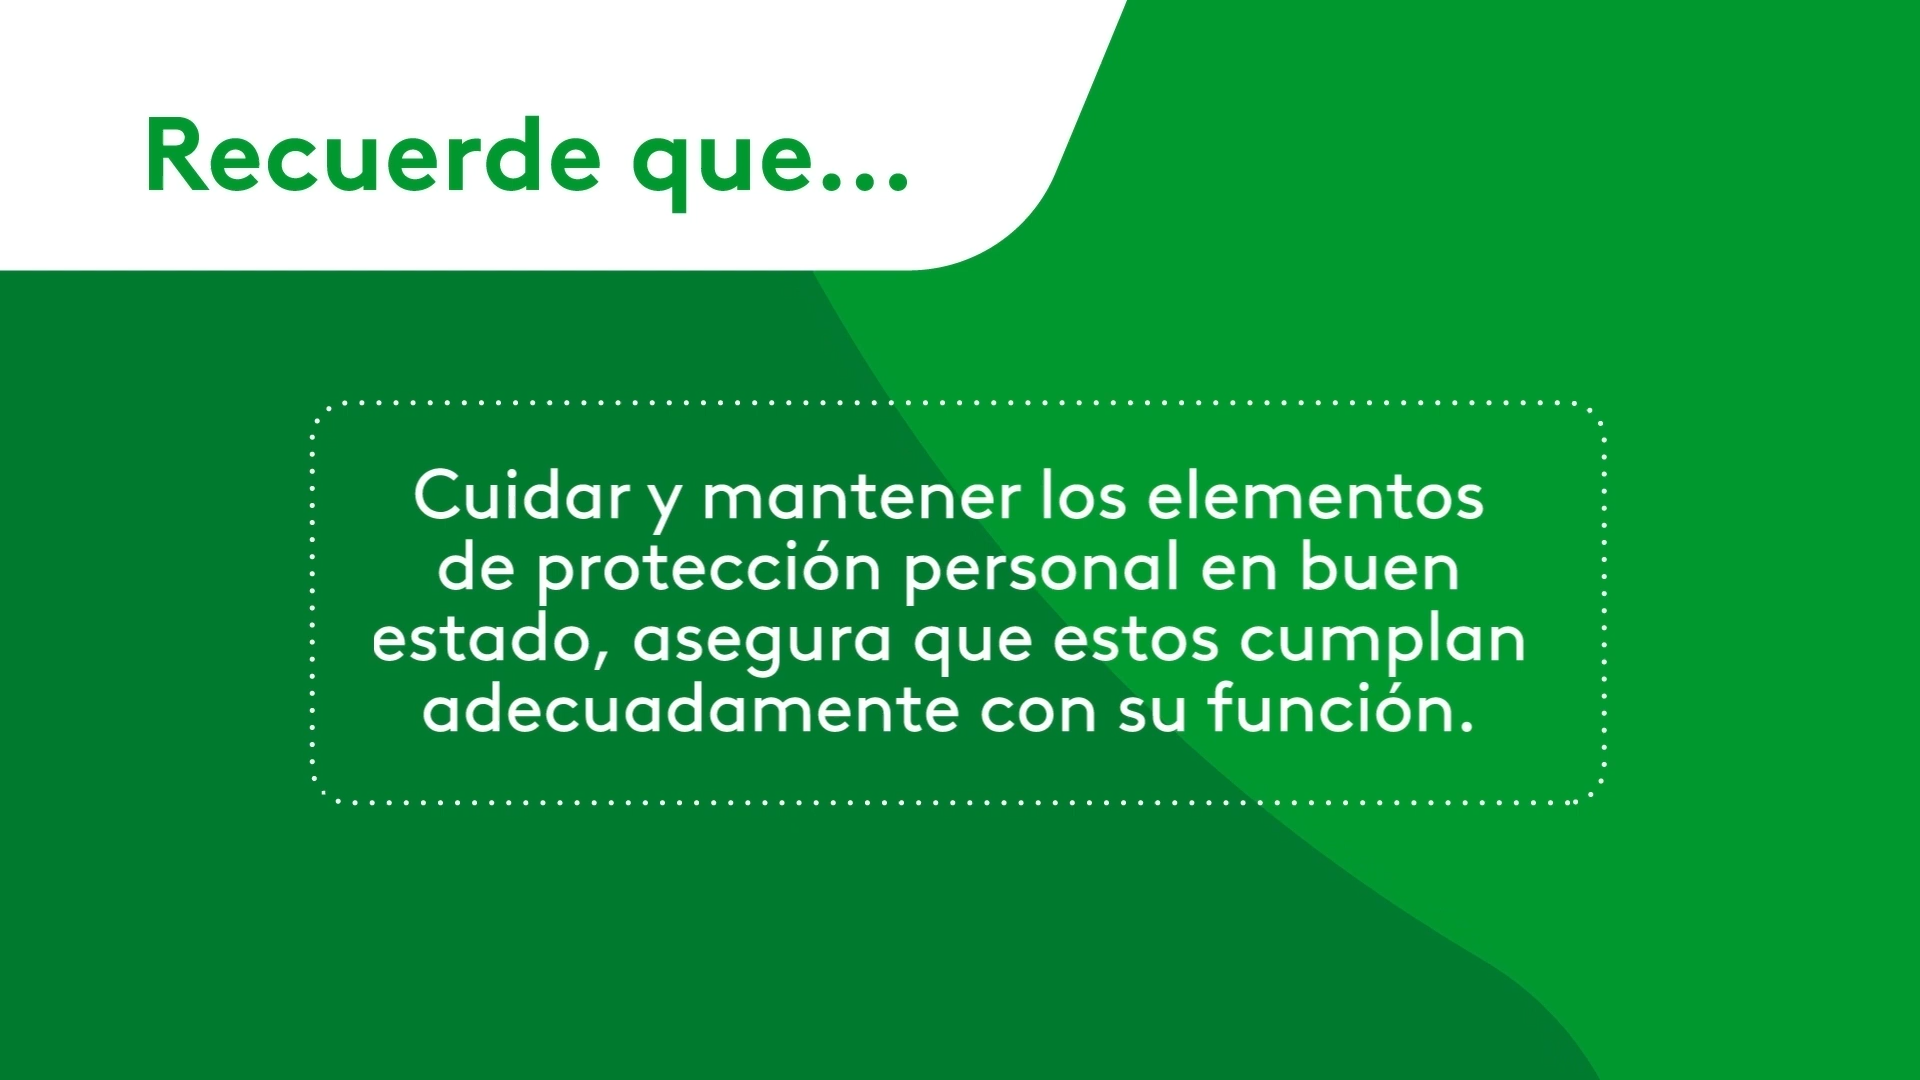 Recuerde que...
Cuidar y mantener los elementos
de protección personal en buen
estado, asegura que estos cumplan
adecuadamente con su función.